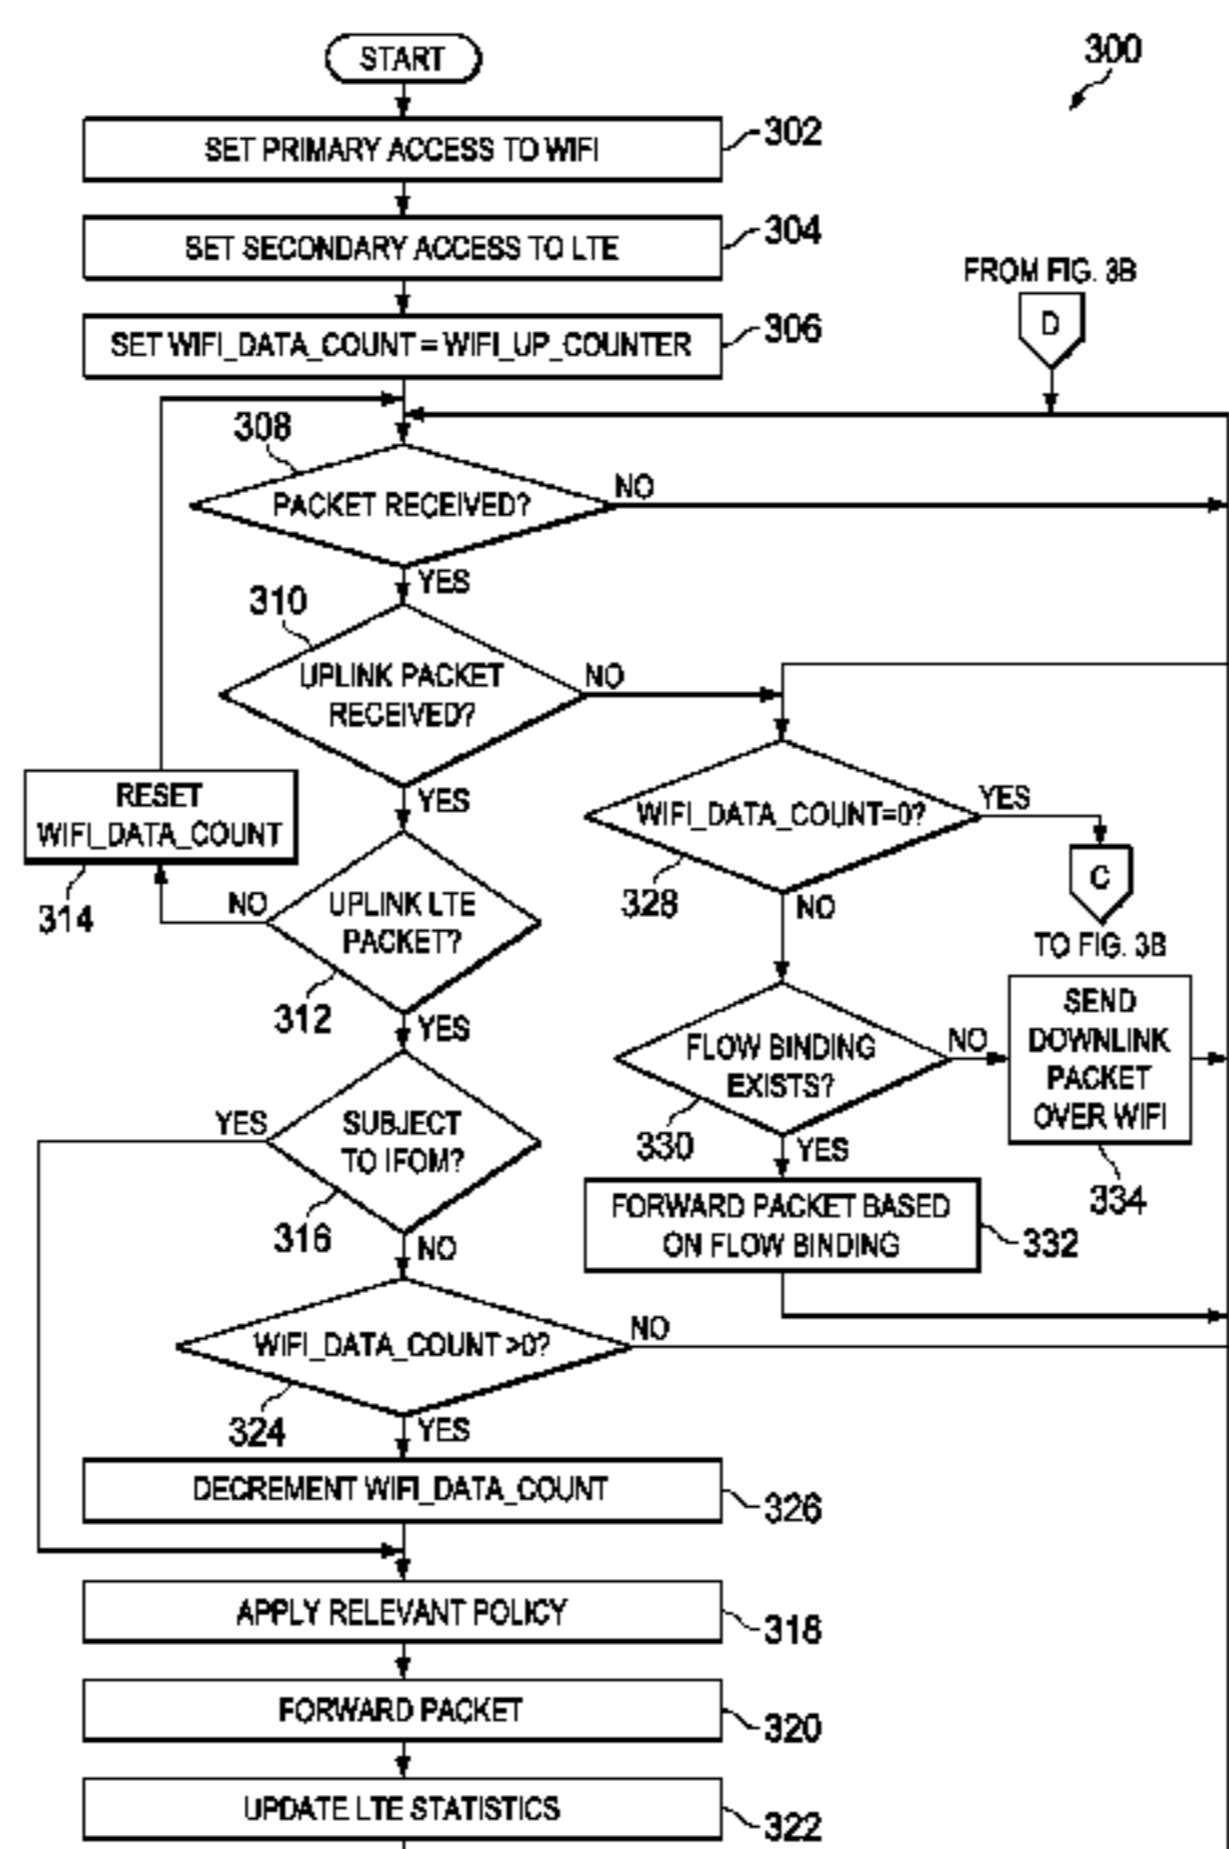 START
300
SET PRIMARY ACCESS TO WIFI
302
SET SECONDARY ACCESS TO LTE
304
FROM FIG. 3B
D
SET WIFI_DATA_COUNT = WIFI_UP_COUNTER
306
308
PACKET RECEIVED?
NO
YES
310
UPLINK PACKET
RECEIVED?
NO
YES
RESET
WIFI_DATA_COUNT
314
WIFI_DATA_COUNT=0?
YES
328
NO
C
TO FIG. 3B
NO
UPLINK LTE
PACKET?
312
YES
FLOW BINDING
EXISTS?
NO
330
YES
SEND
DOWNLINK
PACKET
OVER WIFI
334
YES
SUBJECT
TO IFOM?
316
NO
FORWARD PACKET BASED
ON FLOW BINDING
332
WIFI_DATA_COUNT >0?
NO
324
YES
DECREMENT WIFI_DATA_COUNT
326
APPLY RELEVANT POLICY
318
FORWARD PACKET
320
UPDATE LTE STATISTICS
322